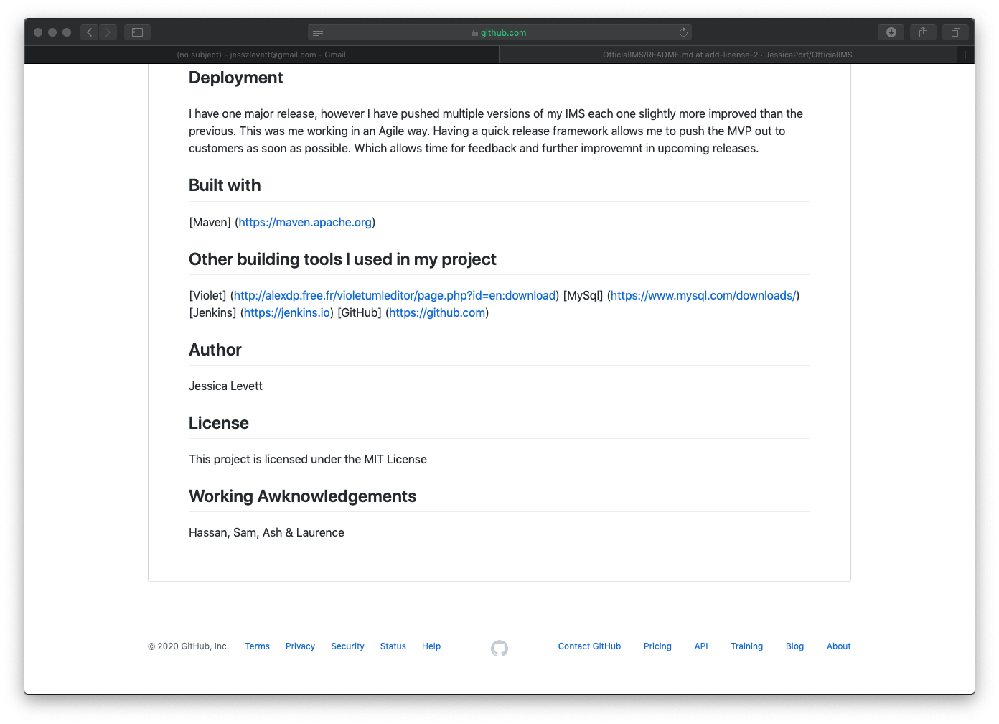 github.com
(no subject) - jesszlevett@gmail.com - Gmail
OfficialIMS/README.md at add-license-2 · JessicaPorf/OfficialIMS
Deployment
I have one major release, however I have pushed multiple versions of my IMS each one slightly more improved than the
previous. This was me working in an Agile way. Having a quick release framework allows me to push the MVP out to
customers as soon as possible. Which allows time for feedback and further improvemnt in upcoming releases.
Built with
[Maven] (https://maven.apache.org)
Other building tools I used in my project
[Violet] (http://alexdp.free.fr/violetumleditor/page.php?id=en:download) [MySql] (https://www.mysql.com/downloads/)
[Jenkins] (https://jenkins.io) [GitHub] (https://github.com)
Author
Jessica Levett
License
This project is licensed under the MIT License
Working Awknowledgements
Hassan, Sam, Ash & Laurence
© 2020 GitHub, Inc. Terms Privacy Security Status Help Contact GitHub Pricing API Training Blog About